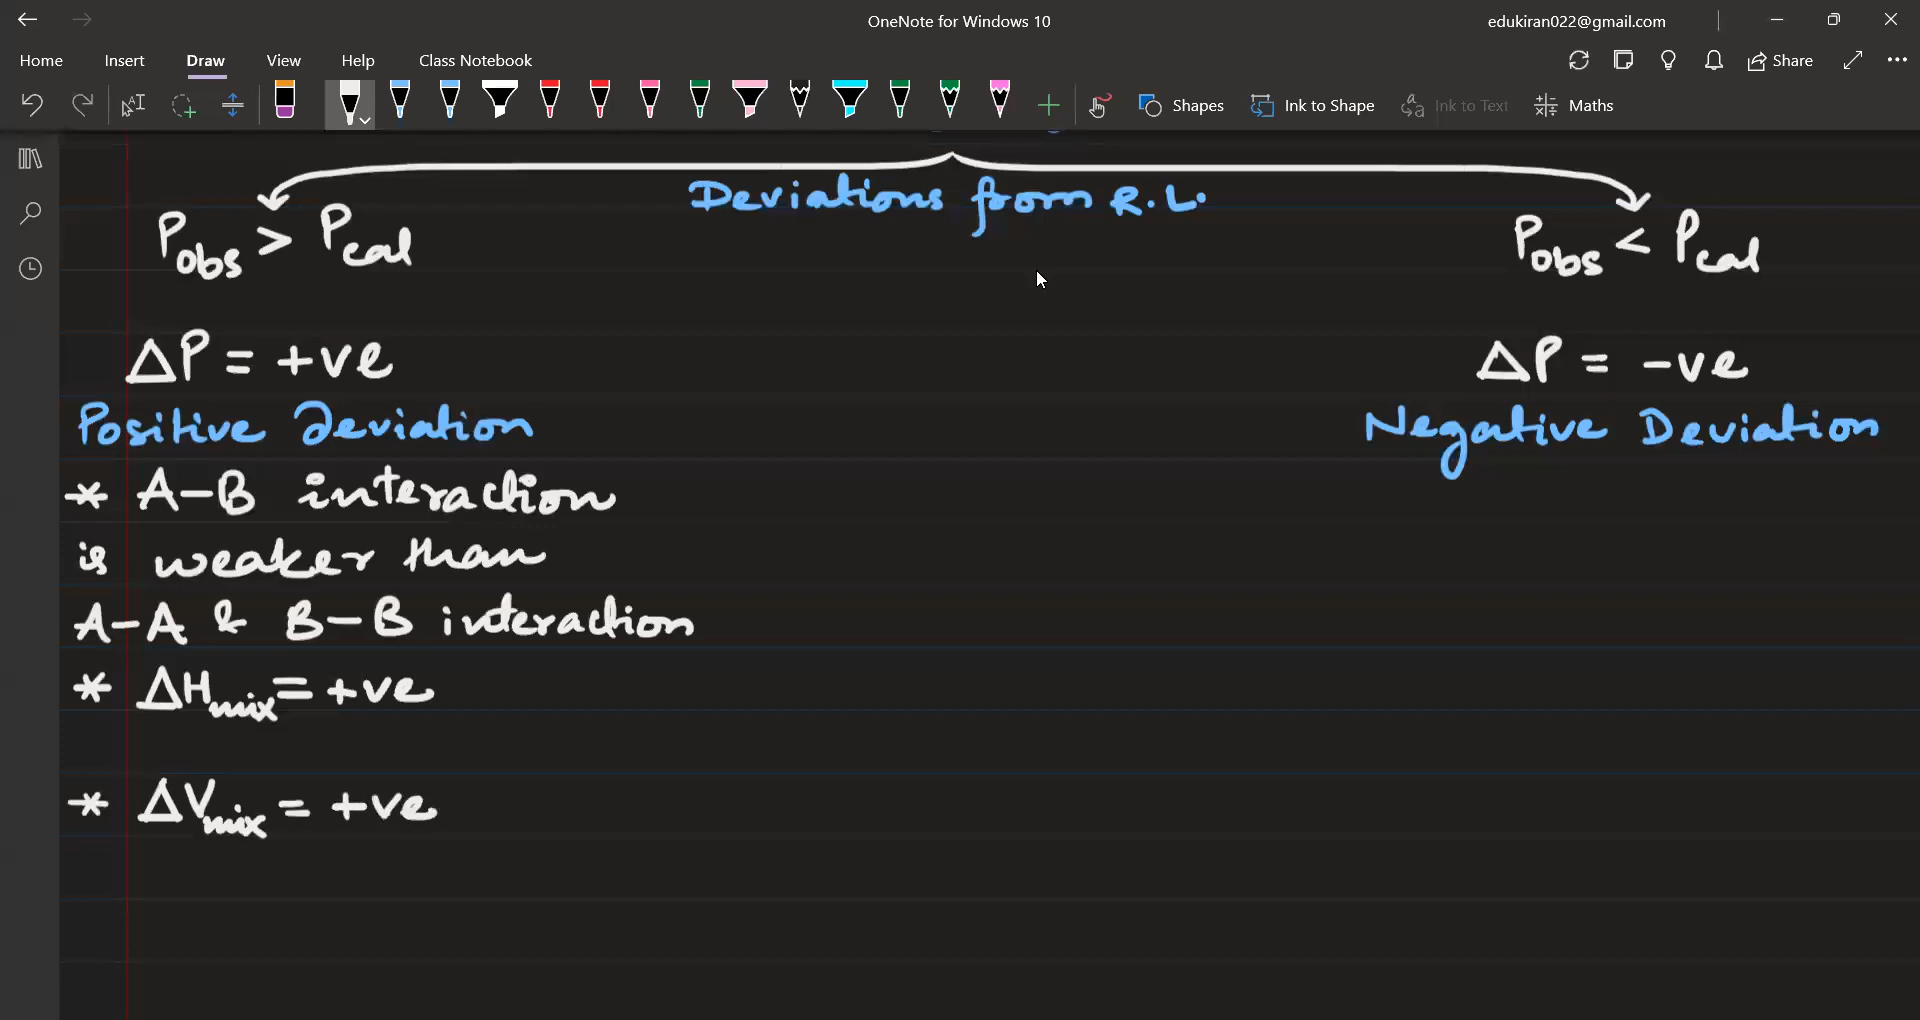 OneNote for Windows 10
edukiran022@gmail.com
Home Insert Draw View Help Class Notebook
Share
Shapes Ink to Shape Ink to Text Maths
Deviations from R.L.
Pobs > Pcal
Pobs < Pcal
ΔP = +ve
ΔP = -ve
Positive Deviation
Negative Deviation
* A-B interaction
is weaker than
A-A & B-B interaction
* ΔHmix = +ve
* ΔVmix = +ve